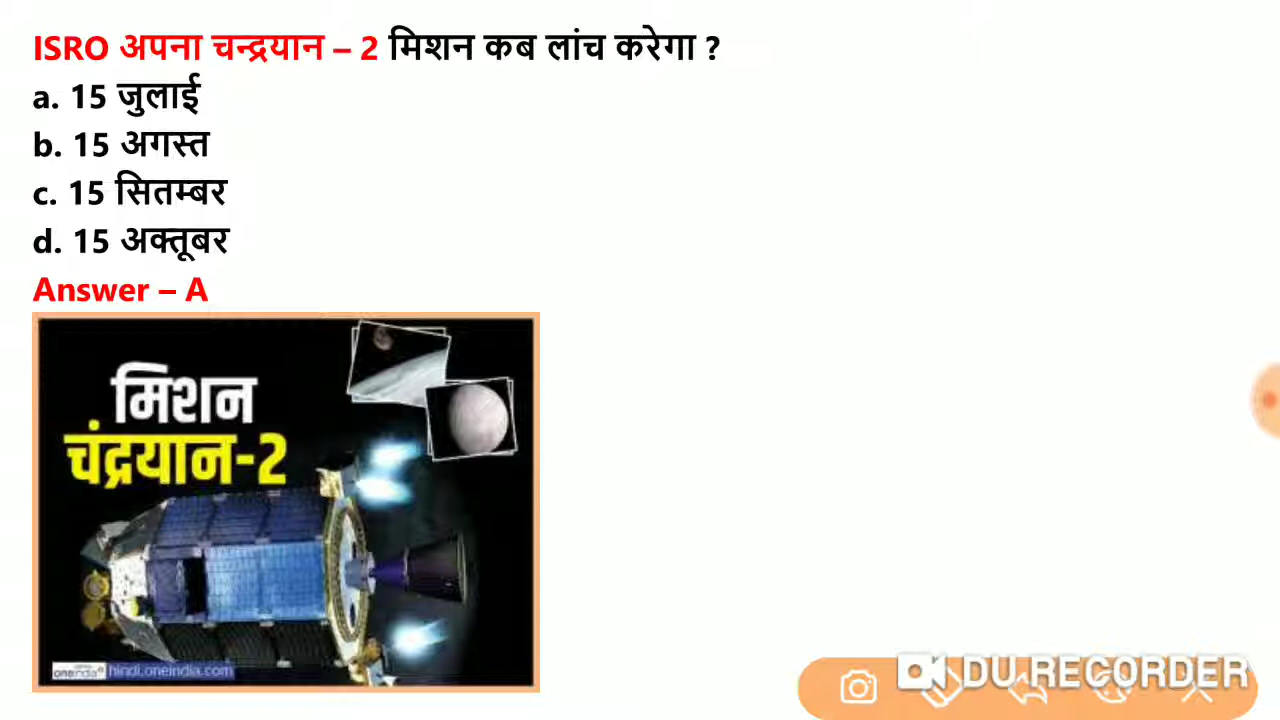 ISRO अपना चन्द्रयान – 2 मिशन कब लांच करेगा ?
a. 15 जुलाई
b. 15 अगस्त
c. 15 सितम्बर
d. 15 अक्तूबर
Answer – A
मिशन
चंद्रयान-2
oneindia hindi.oneindia.com
DU RECORDER